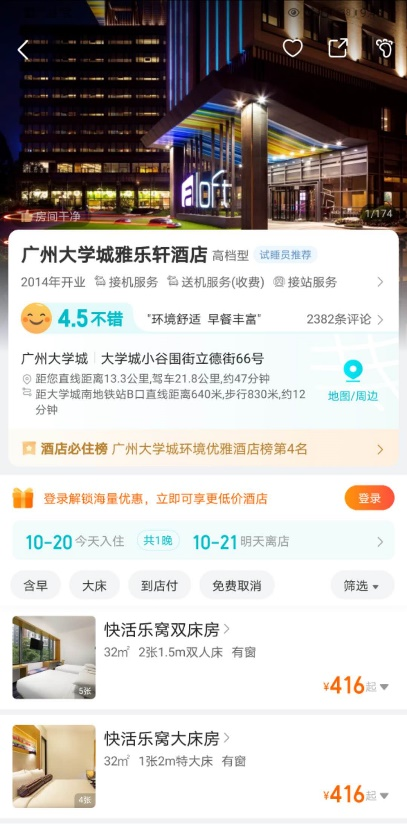 aloft
房间干净
1/174
广州大学城雅乐轩酒店 高档型 试睡员推荐
2014年开业 接机服务 送机服务(收费) 接站服务
4.5不错 "环境舒适 早餐丰富" 2382条评论
广州大学城 大学城小谷围街立德街66号
距您直线距离13.3公里,驾车21.8公里,约47分钟
距大学城南地铁站B口直线距离640米,步行830米,约12
分钟
地图/周边
酒店必住榜 广州大学城环境优雅酒店榜第4名
登录解锁海量优惠，立即可享更低价酒店 登录
10-20今天入住 共1晚 10-21明天离店
含早 大床 到店付 免费取消 筛选
快活乐窝双床房
32㎡ 2张1.5m双人床 有窗
5张
¥416起
快活乐窝大床房
32㎡ 1张2m特大床 有窗
4张
¥416起